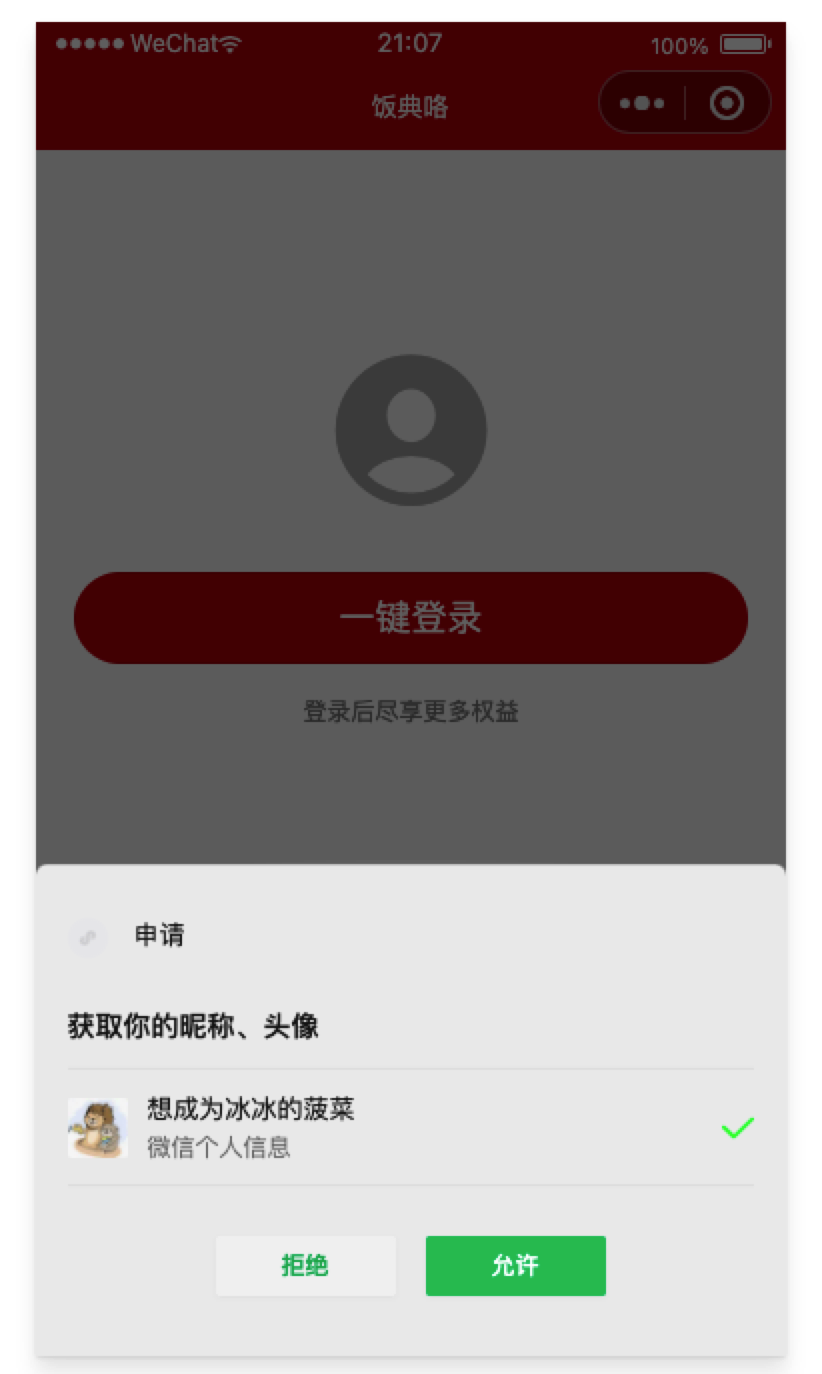 WeChat
21:07
100%
饭典咯
一键登录
登录后尽享更多权益
申请
获取你的昵称、头像
想成为冰冰的菠菜
微信个人信息
拒绝
允许